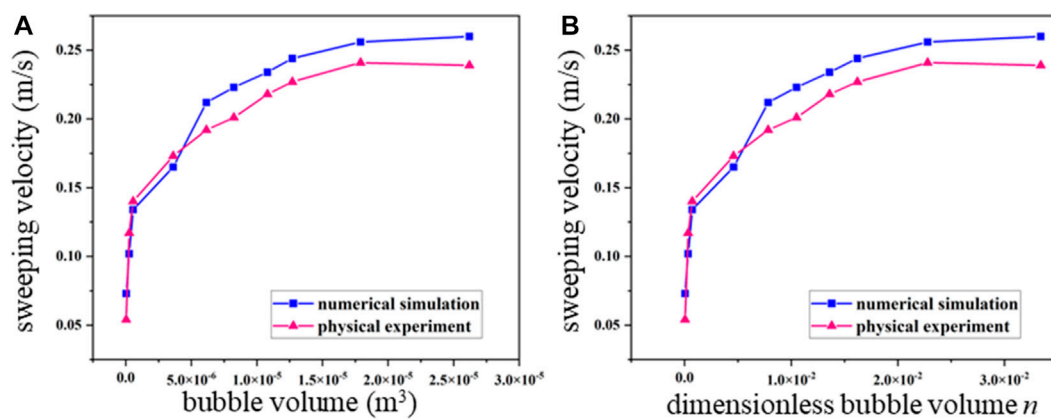 A
sweeping velocity (m/s)
0.25
0.20
0.15
0.10
0.05
numerical simulation
physical experiment
0.0 5.0×10⁻⁶ 1.0×10⁻⁵ 1.5×10⁻⁵ 2.0×10⁻⁵ 2.5×10⁻⁵ 3.0×10⁻⁵
bubble volume (m³)
B
sweeping velocity (m/s)
0.25
0.20
0.15
0.10
0.05
numerical simulation
physical experiment
0.0 1.0×10⁻² 2.0×10⁻² 3.0×10⁻²
dimensionless bubble volume n